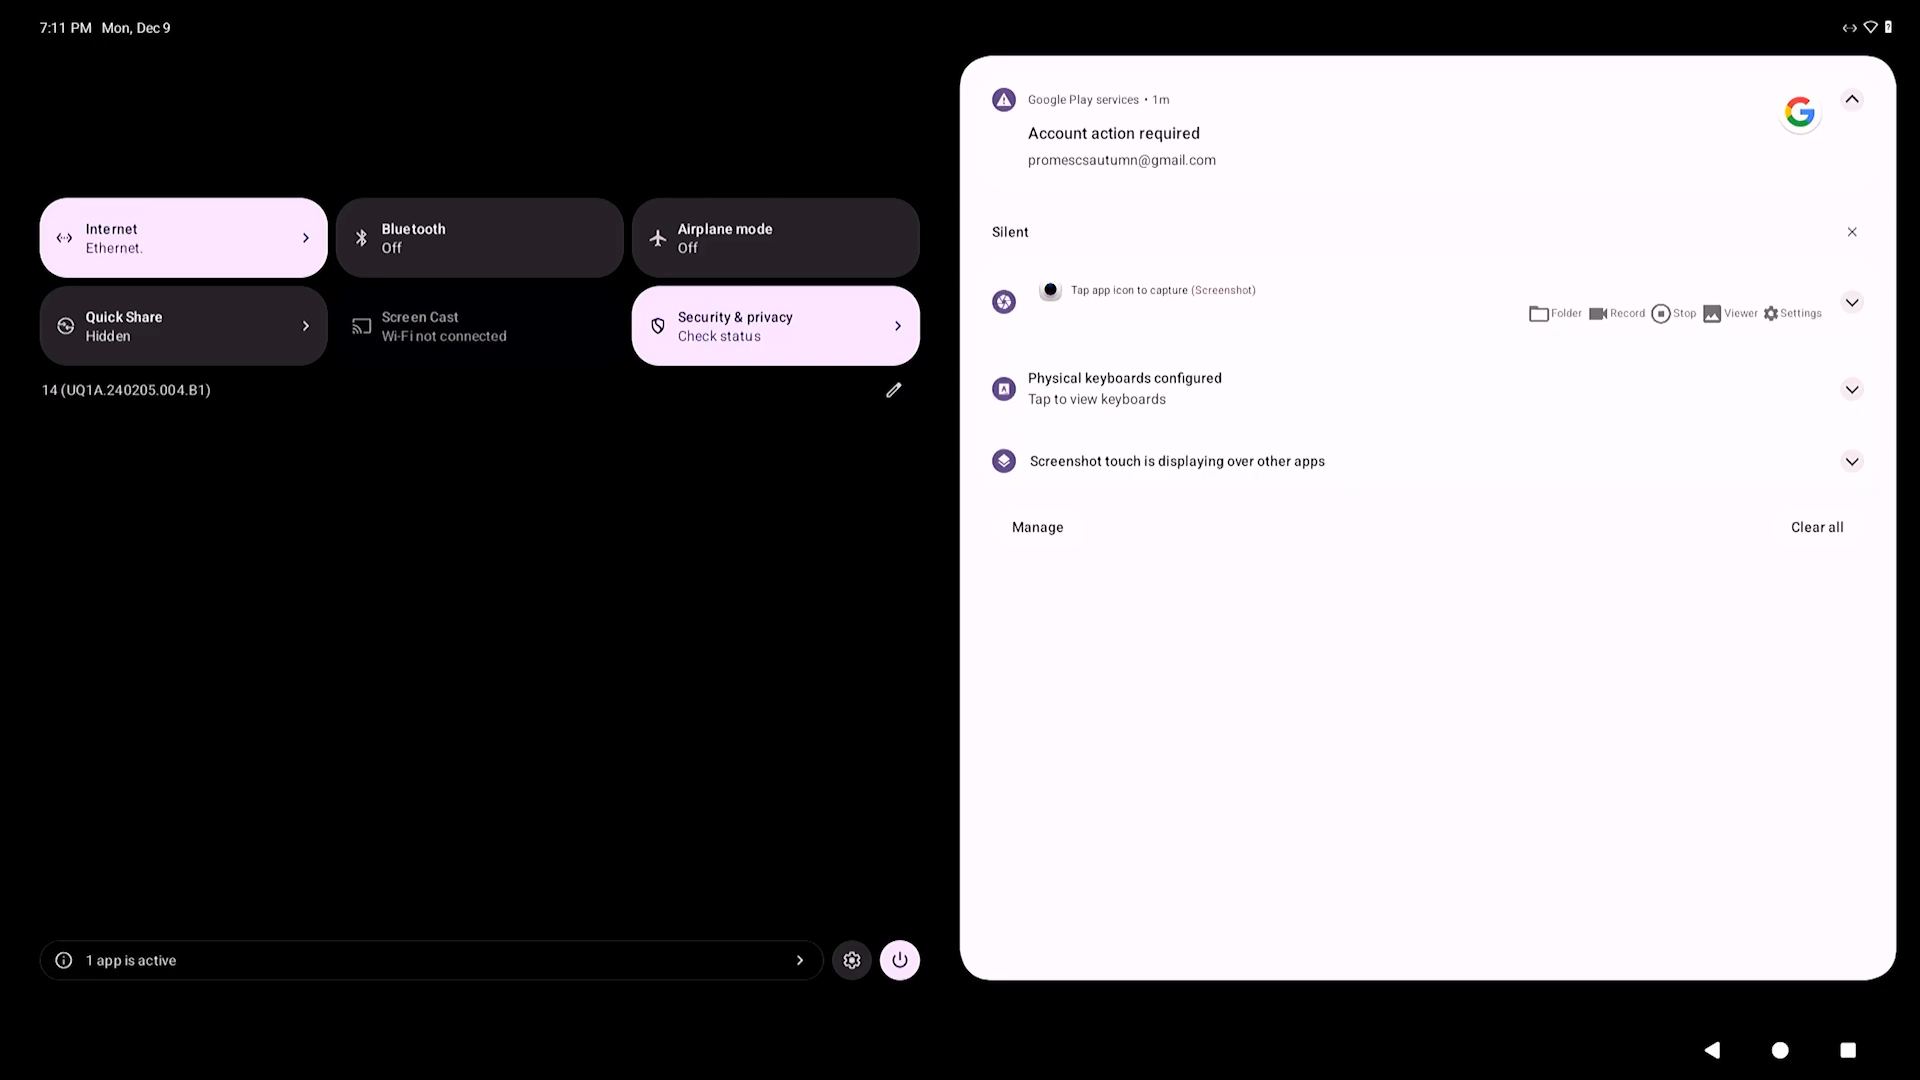 7:11 PM Mon, Dec 9
Internet
Ethernet.
Bluetooth
Off
Airplane mode
Off
Quick Share
Hidden
Screen Cast
Wi-Fi not connected
Security & privacy
Check status
14 (UQ1A.240205.004.B1)
1 app is active
Google Play services • 1m
Account action required
promescsautumn@gmail.com
Silent
Tap app icon to capture (Screenshot)
Folder Record Stop Viewer Settings
Physical keyboards configured
Tap to view keyboards
Screenshot touch is displaying over other apps
Manage Clear all